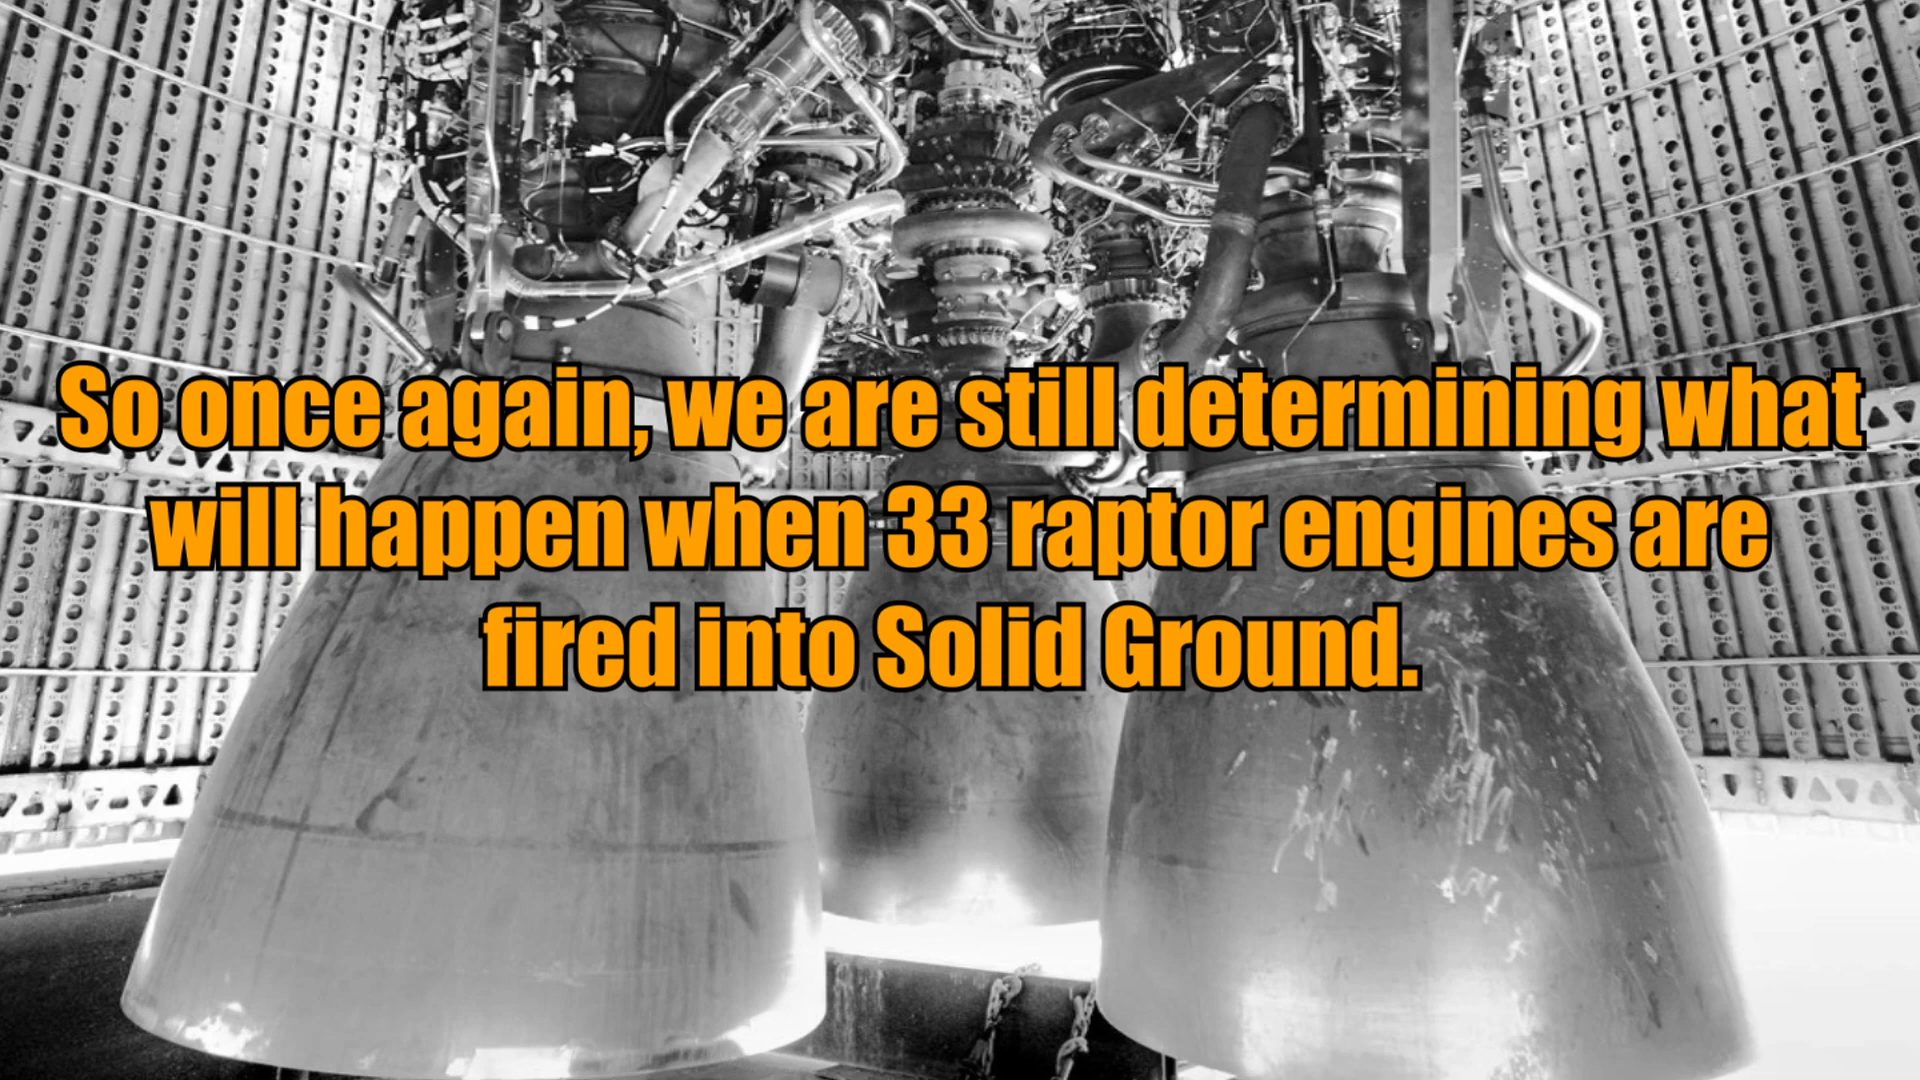 So once again, we are still determining what
will happen when 33 raptor engines are
fired into Solid Ground.